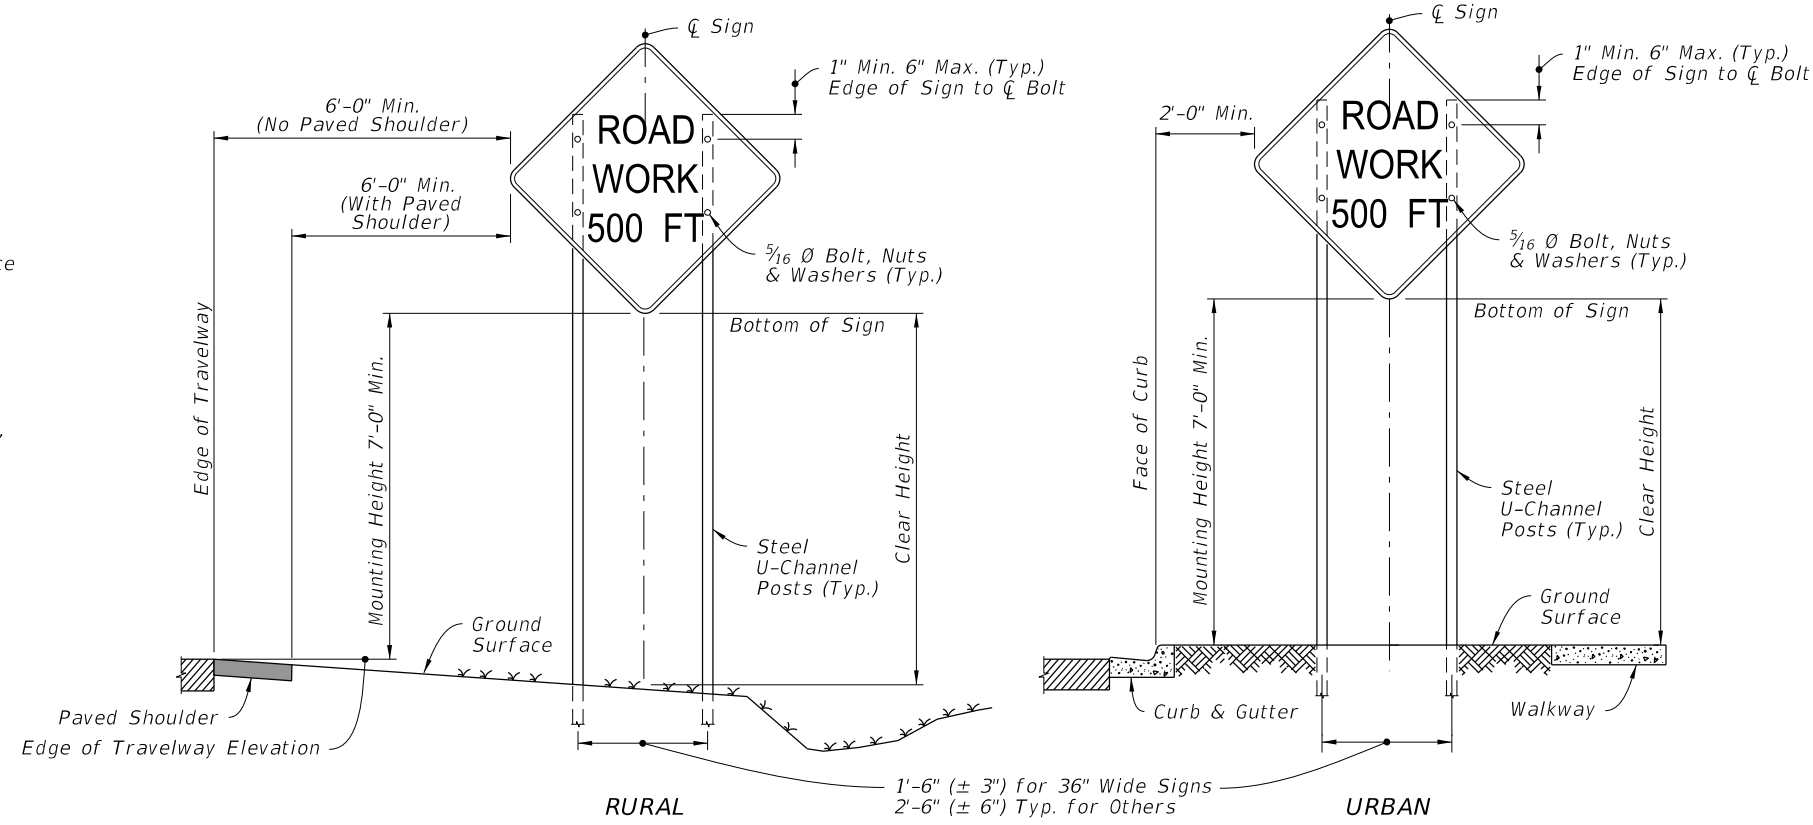 ℄ Sign
1" Min. 6" Max. (Typ.)
Edge of Sign to ℄ Bolt
6'-0" Min.
(No Paved Shoulder)
6'-0" Min.
(With Paved
Shoulder)
ROAD
WORK
500 FT
5/16 Ø Bolt, Nuts
& Washers (Typ.)
Bottom of Sign
Edge of Travelway
Mounting Height 7'-0" Min.
Clear Height
Steel
U-Channel
Posts (Typ.)
Ground
Surface
Paved Shoulder
Edge of Travelway Elevation
RURAL
1'-6" (± 3") for 36" Wide Signs
2'-6" (± 6") Typ. for Others
℄ Sign
1" Min. 6" Max. (Typ.)
Edge of Sign to ℄ Bolt
2'-0" Min.
ROAD
WORK
500 FT
5/16 Ø Bolt, Nuts
& Washers (Typ.)
Bottom of Sign
Face of Curb
Mounting Height 7'-0" Min.
Clear Height
Steel
U-Channel
Posts (Typ.)
Ground
Surface
Curb & Gutter
Walkway
URBAN